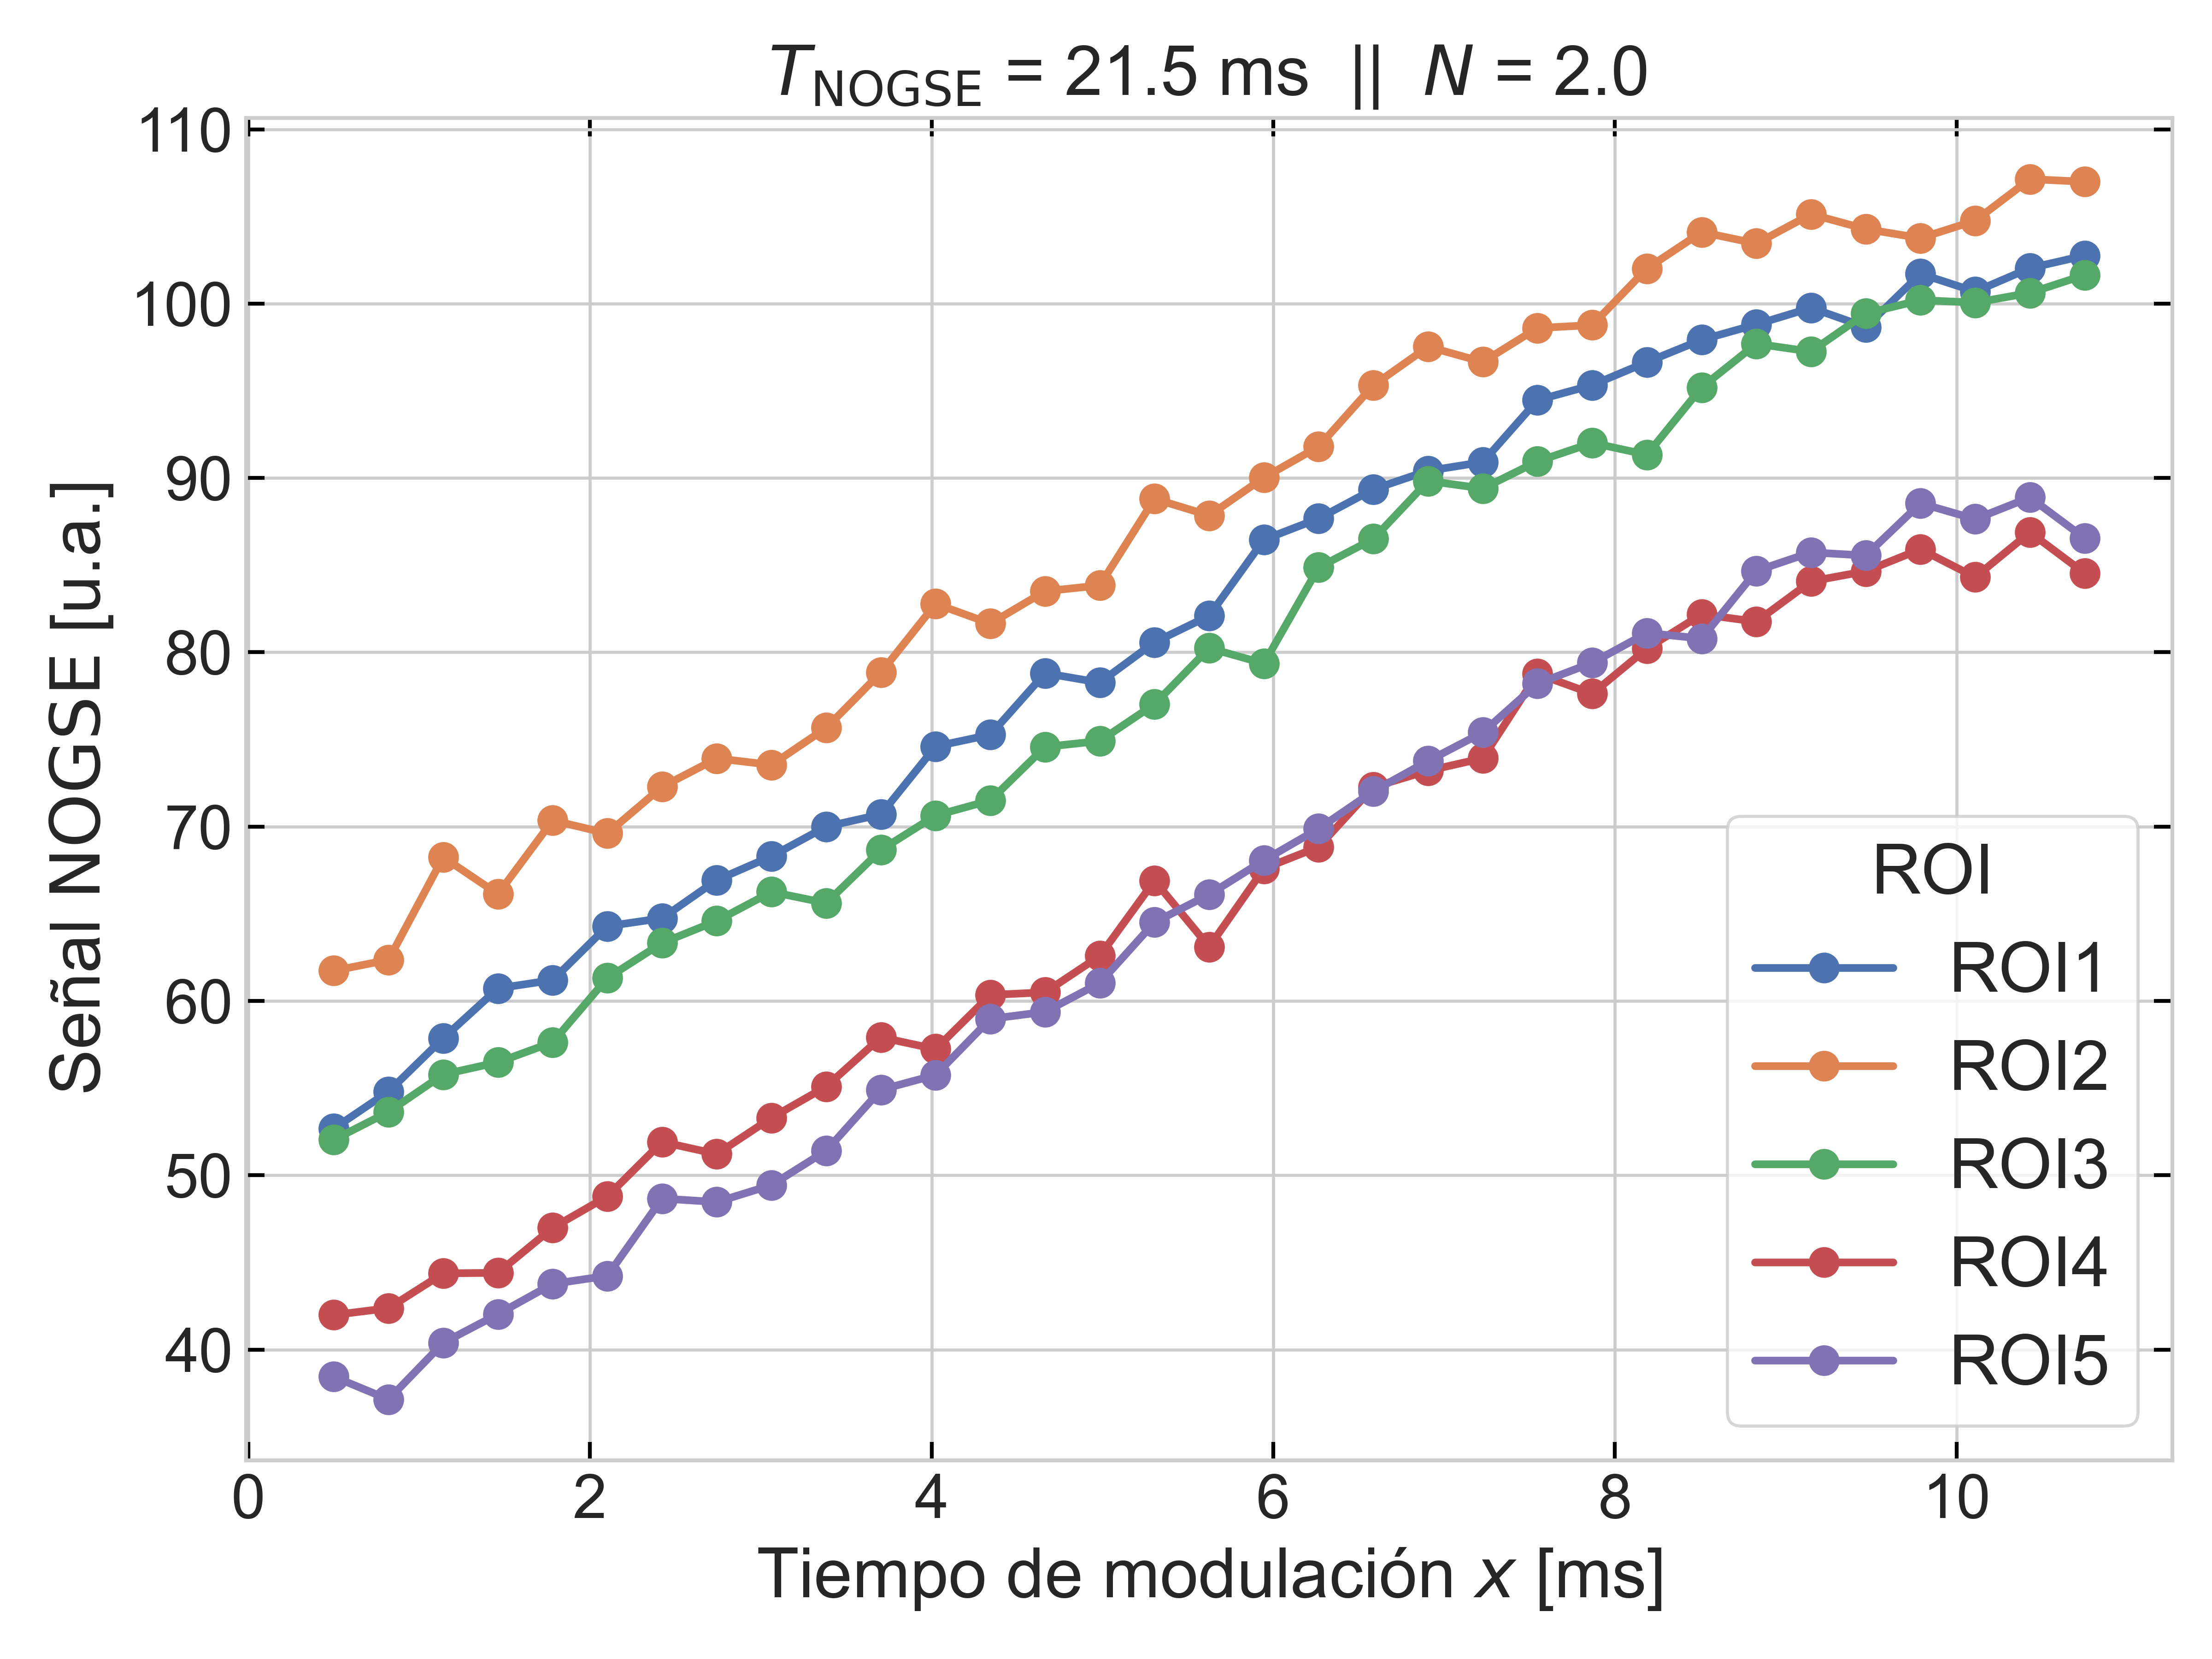 T_NOGSE = 21.5 ms || N = 2.0
Señal NOGSE [u.a.]
110
100
90
80
70
60
50
40
0 2 4 6 8 10
Tiempo de modulación x [ms]
ROI
ROI1
ROI2
ROI3
ROI4
ROI5